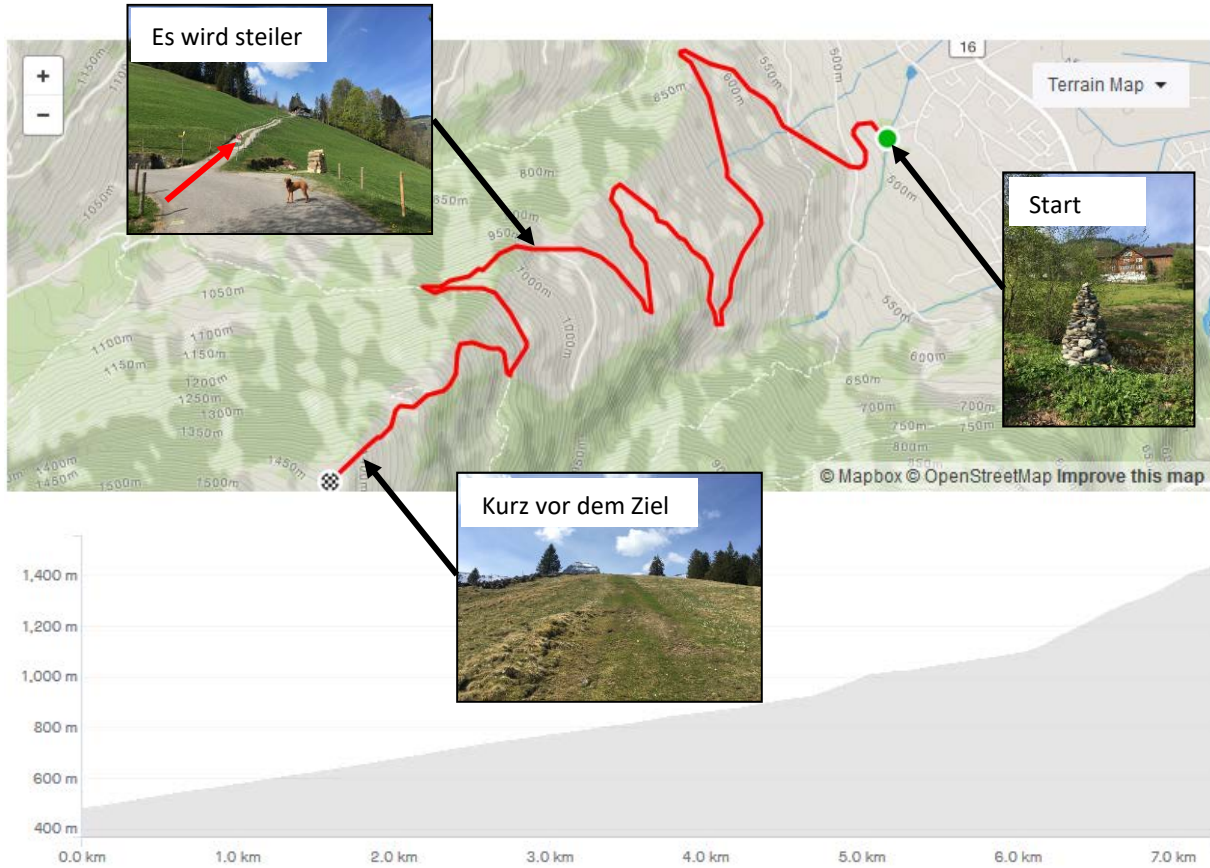 Es wird steiler
Start
Kurz vor dem Ziel
+
−
Terrain Map
16
1150m
1050m
650m
600m
550m
600m
500m
800m
850m
950m
1000m
1000m
1050m
1100m
1150m
1100m
1150m
1200m
1250m
1300m
1350m
1400m
1450m
1450m
1500m
1500m
550m
600m
650m
700m
700m
750m
750m
800m
© Mapbox © OpenStreetMap Improve this map
1,400 m
1,200 m
1,000 m
800 m
600 m
400 m
0.0 km
1.0 km
2.0 km
3.0 km
4.0 km
5.0 km
6.0 km
7.0 km